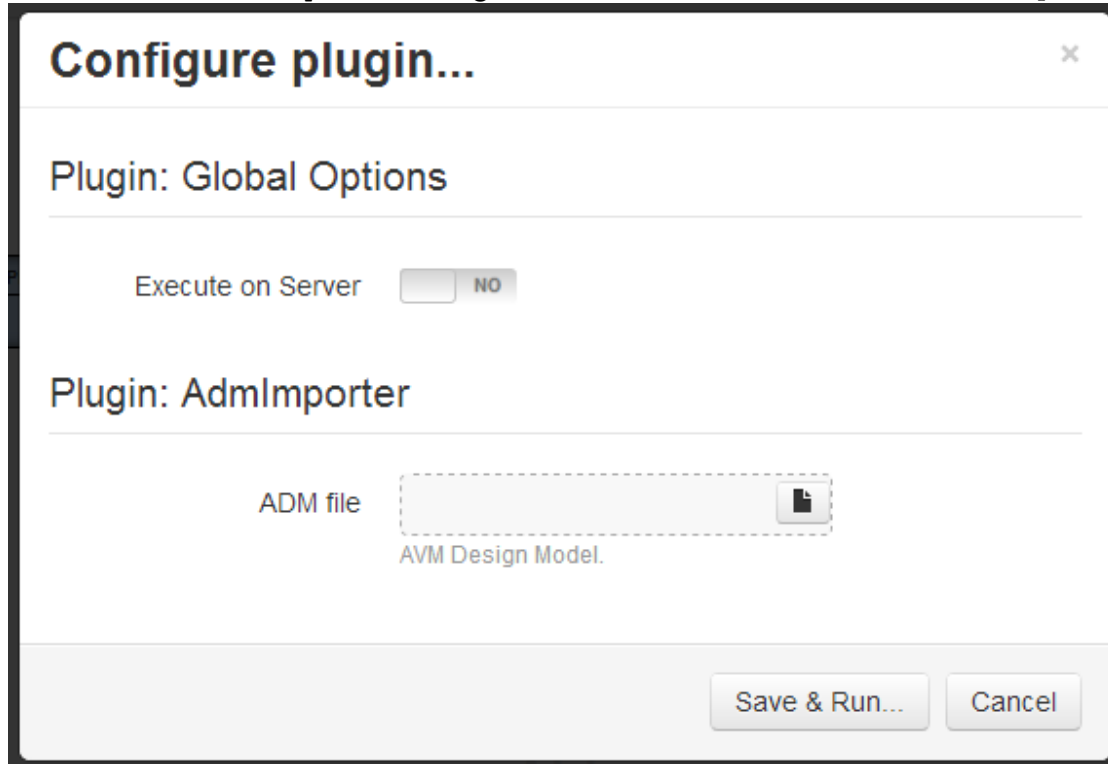 Configure plugin...
×
Plugin: Global Options
Execute on Server NO
Plugin: AdmImporter
ADM file
AVM Design Model.
Save & Run... Cancel